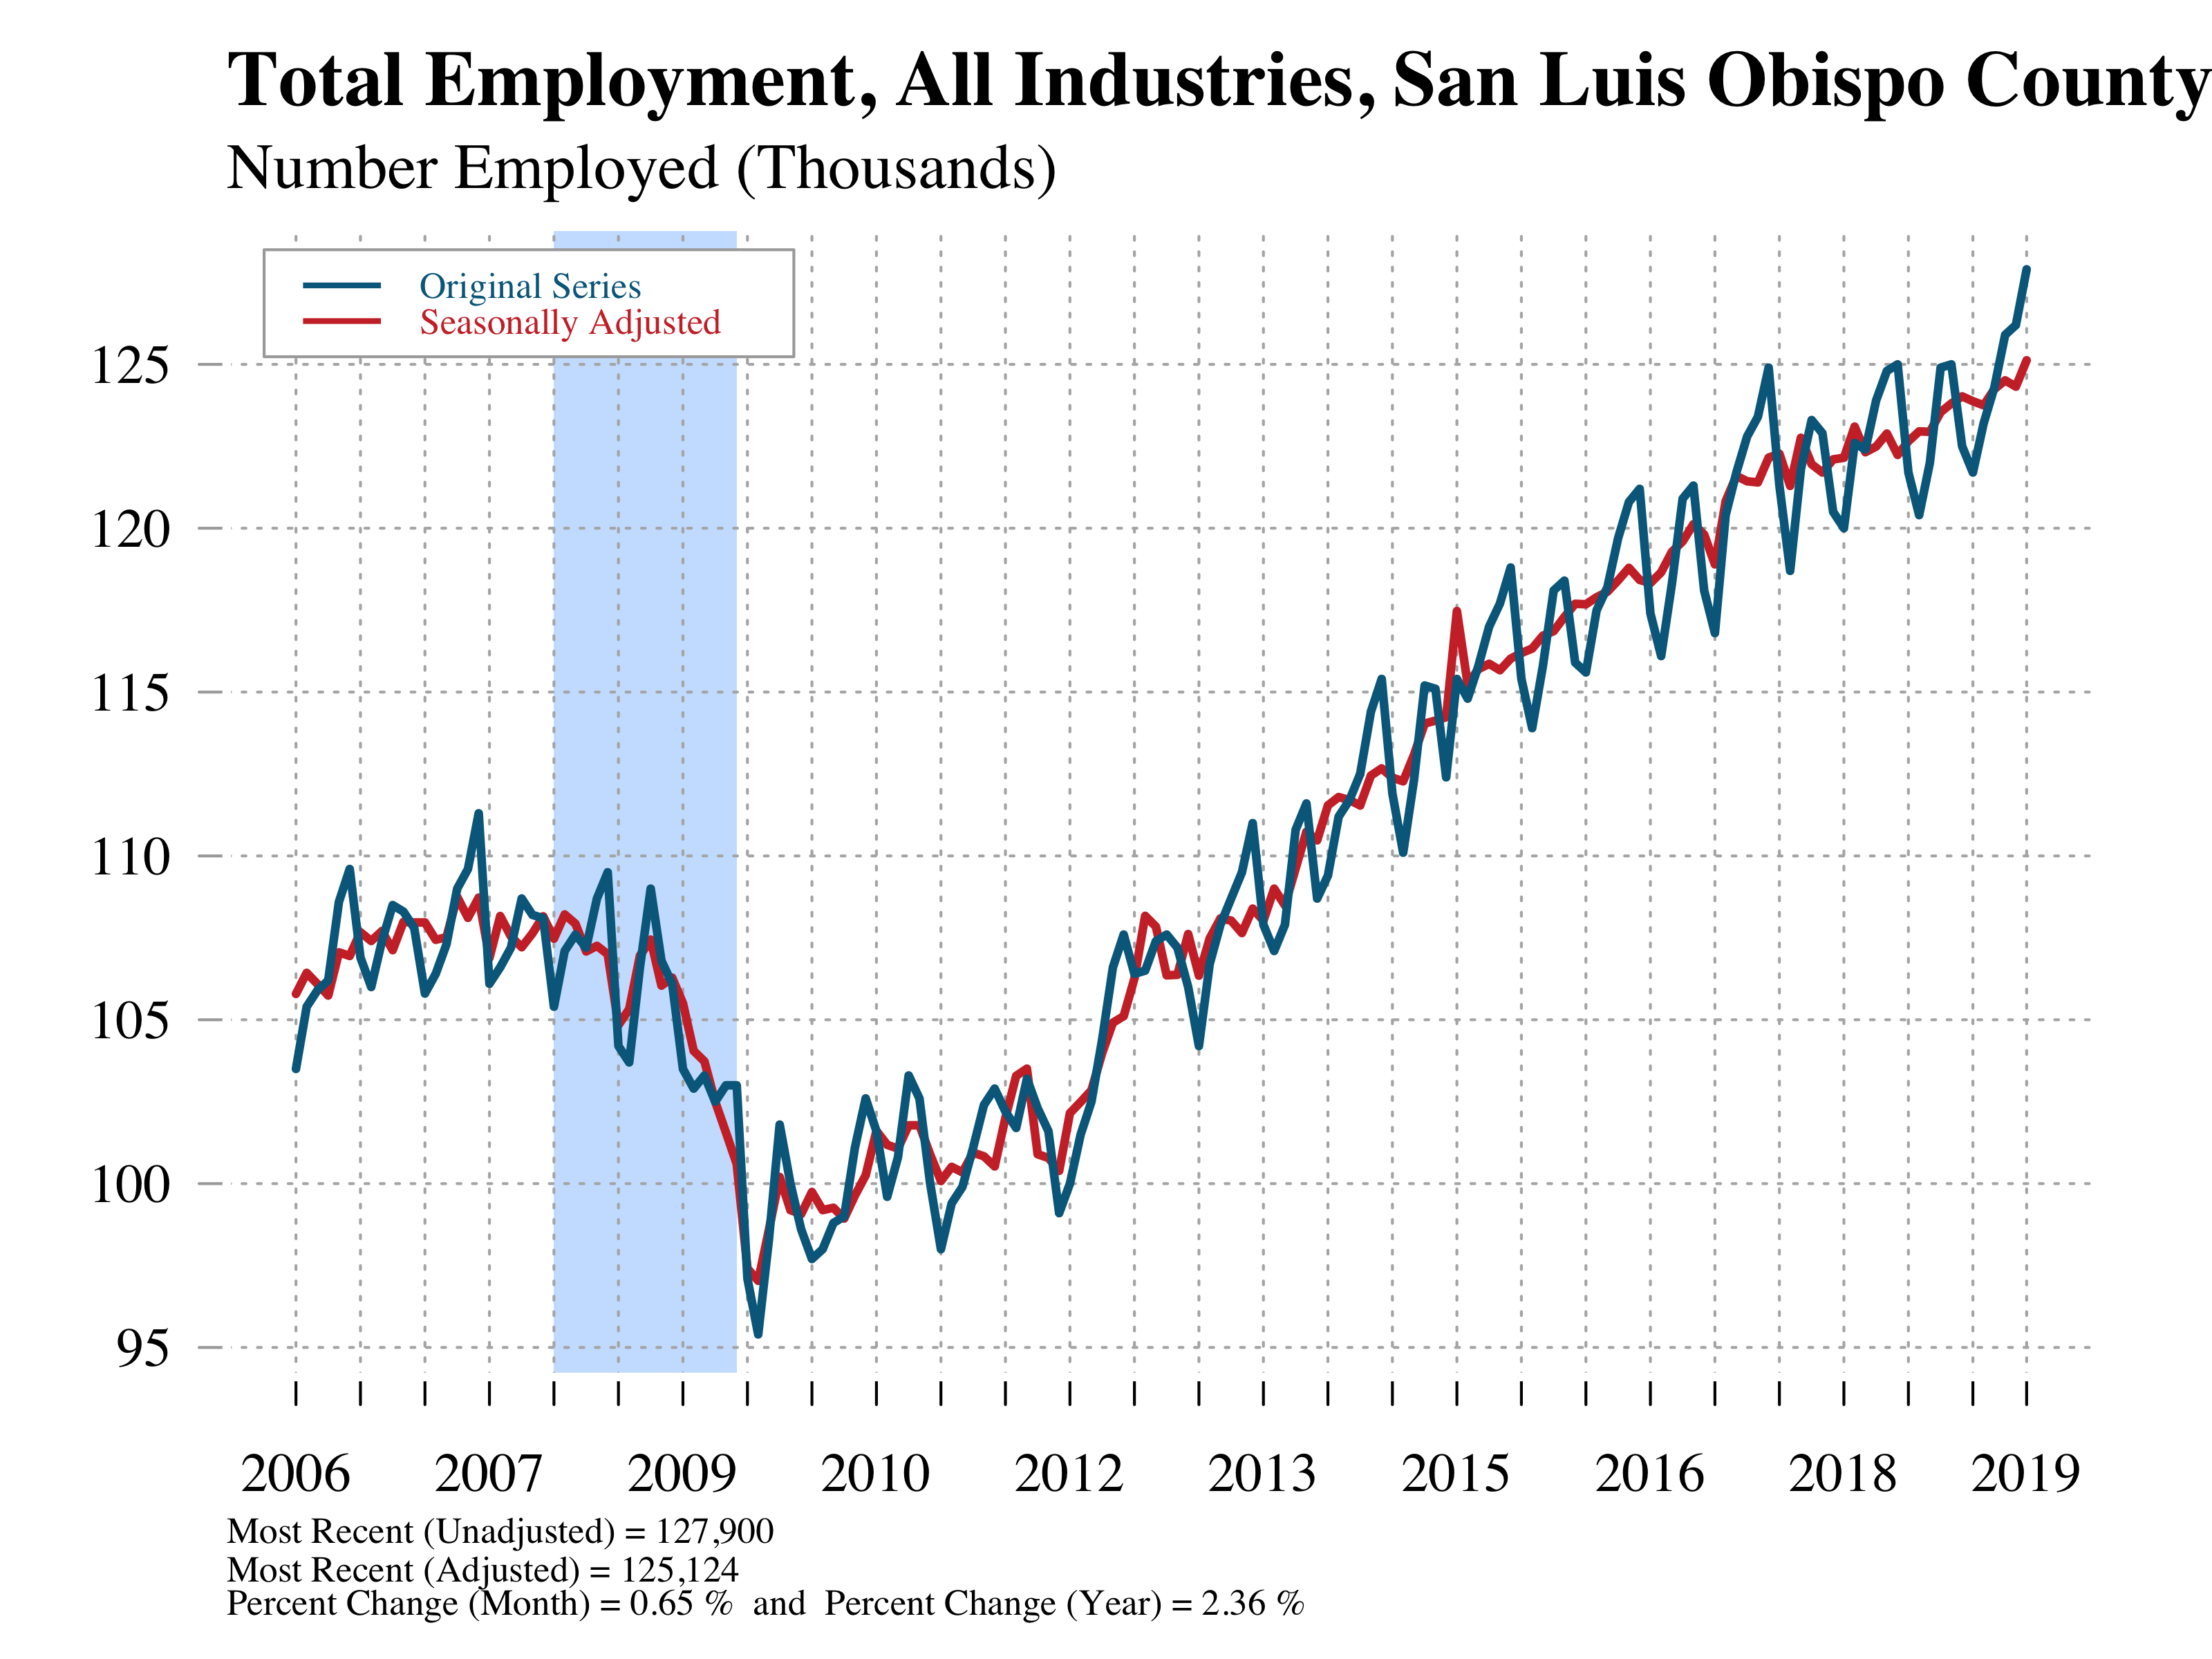 Total Employment, All Industries, San Luis Obispo County
Number Employed (Thousands)
Original Series
Seasonally Adjusted
125
120
115
110
105
100
95
2006 2007 2009 2010 2012 2013 2015 2016 2018 2019
Most Recent (Unadjusted) = 127,900
Most Recent (Adjusted) = 125,124
Percent Change (Month) = 0.65 % and Percent Change (Year) = 2.36 %